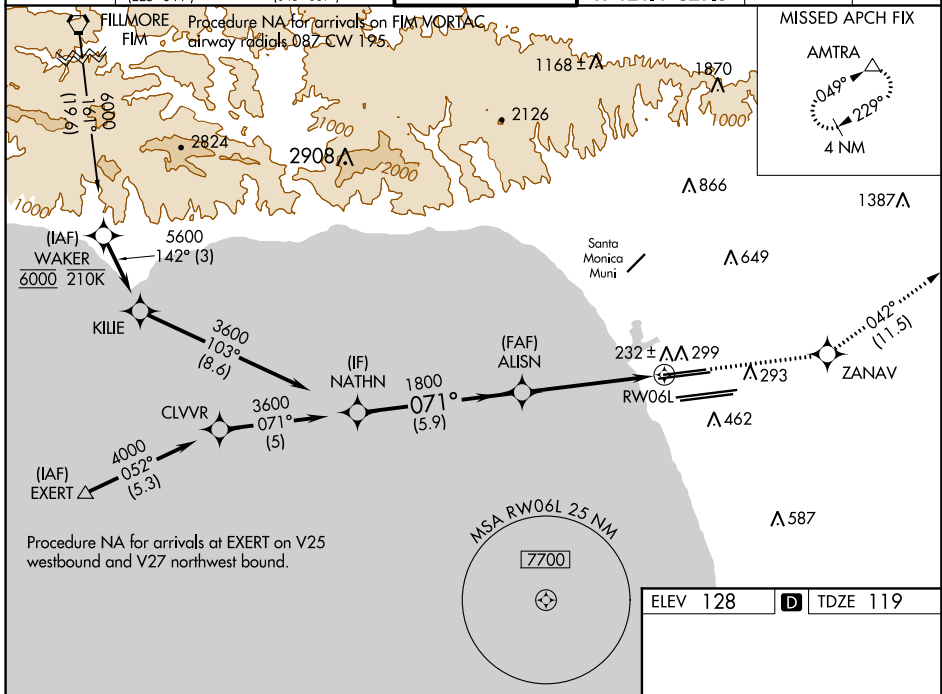 FILLMORE
FIM
Procedure NA for arrivals on FIM VORTAC
airway radials 087 CW 195.
MISSED APCH FIX
AMTRA
049°
229°
4 NM
1168 ±
1870
1000
2126
1000
6000
161°
(19.6)
2824
2908
2000
866
1387
1000
(IAF)
WAKER
6000 210K
5600
142° (3)
Santa
Monica
Muni
649
KILIE
3600
103°
(8.6)
042°
(11.5)
(FAF)
ALISN
232 ±
299
(IF)
NATHN
1800
071°
(5.9)
RW06L
293
ZANAV
CLVVR
3600
071°
(5)
462
4000
052°
(5.3)
(IAF)
EXERT
Procedure NA for arrivals at EXERT on V25
westbound and V27 northwest bound.
MSA RW06L 25 NM
7700
587
ELEV 128 D TDZE 119